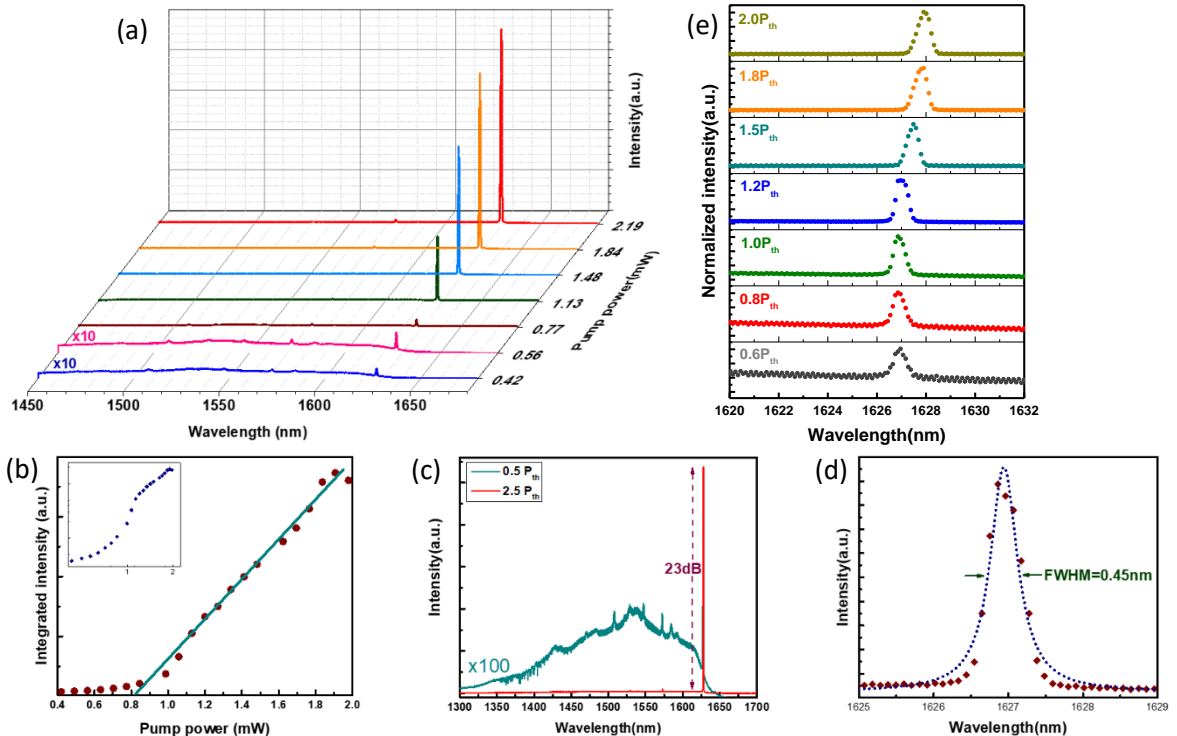 (a)
Intensity(a.u.)
2.19
1.84
1.48
1.13
0.77
0.56
0.42
Pump power(mW)
x10
x10
1450
1500
1550
1600
1650
Wavelength (nm)
(e)
2.0Pth
1.8Pth
1.5Pth
1.2Pth
1.0Pth
0.8Pth
0.6Pth
Normalized intensity(a.u.)
1620 1622 1624 1626 1628 1630 1632
Wavelength(nm)
(b)
Integrated intensity (a.u.)
1 2
0.4 0.6 0.8 1.0 1.2 1.4 1.6 1.8 2.0
Pump power (mW)
(c)
0.5 Pth
2.5 Pth
23dB
x100
Intensity(a.u.)
1300 1350 1400 1450 1500 1550 1600 1650 1700
Wavelength(nm)
(d)
FWHM=0.45nm
Intensity(a.u.)
1625 1626 1627 1628 1629
Wavelength(nm)